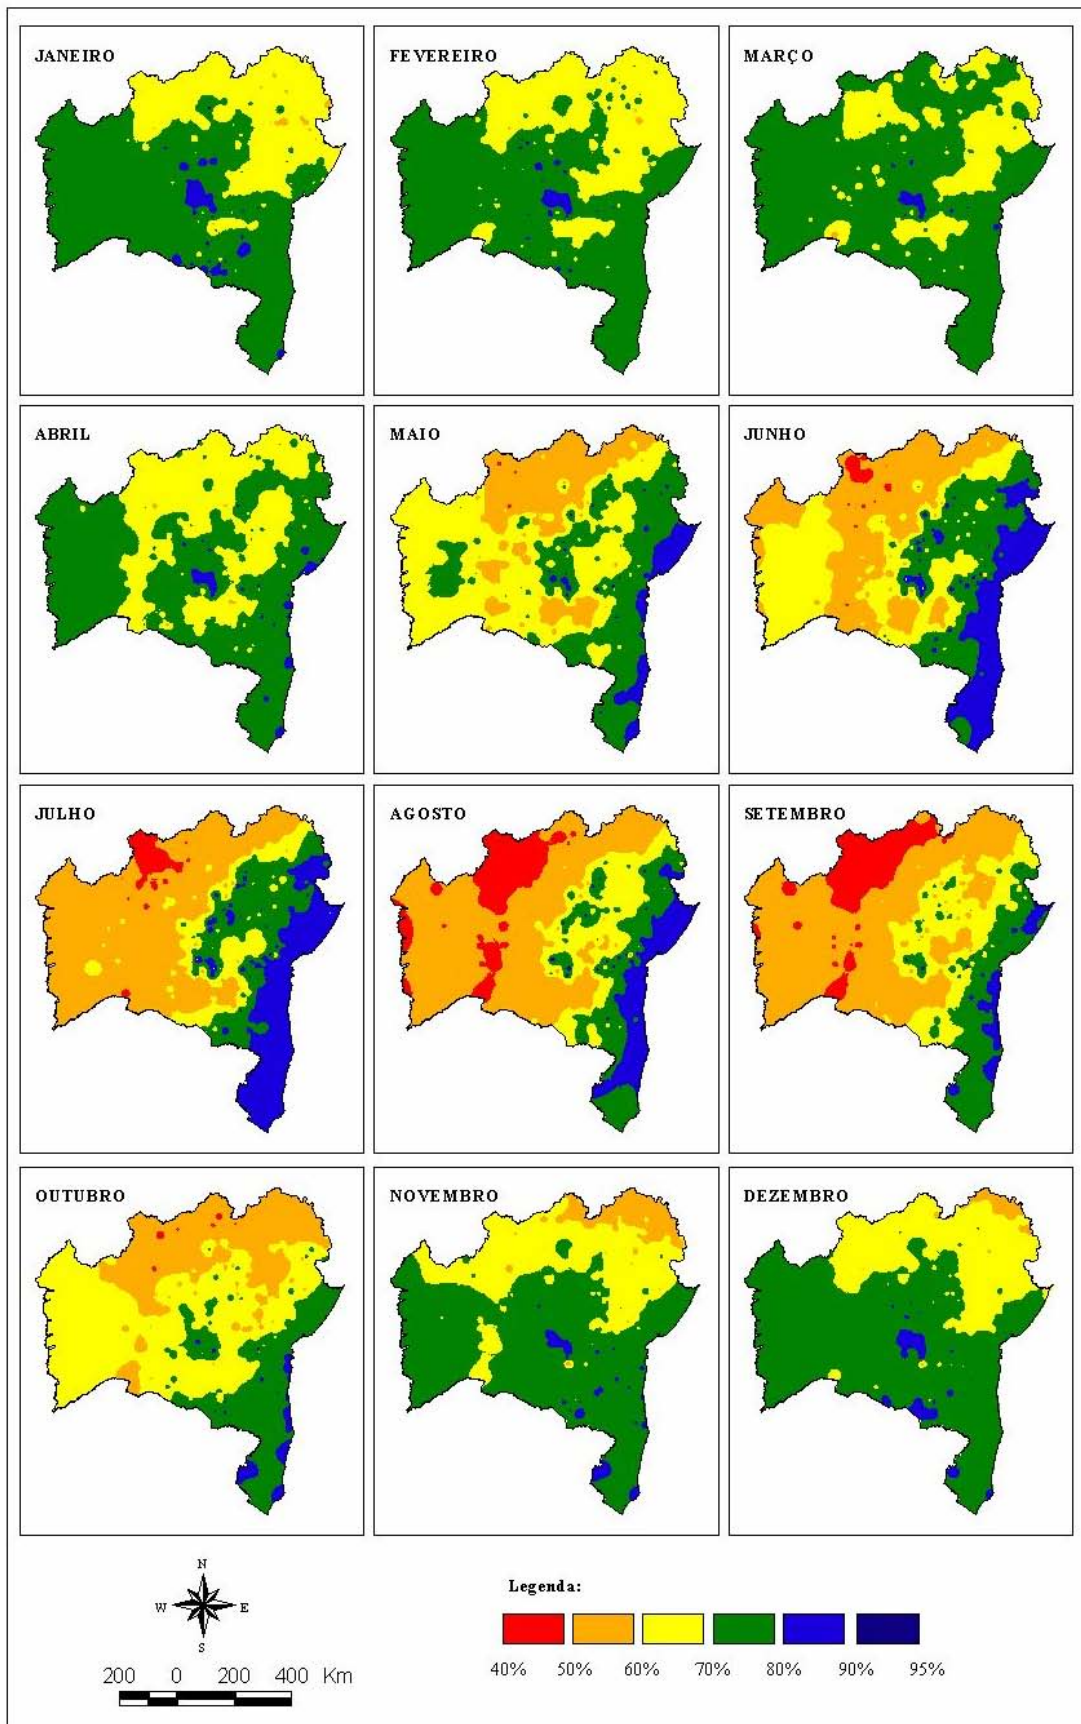 JANEIRO
FEVEREIRO
MARÇO
ABRIL
MAIO
JUNHO
JULHO
AGOSTO
SETEMBRO
OUTUBRO
NOVEMBRO
DEZEMBRO
N
W E
S
200 0 200 400 Km
Legenda:
40% 50% 60% 70% 80% 90% 95%